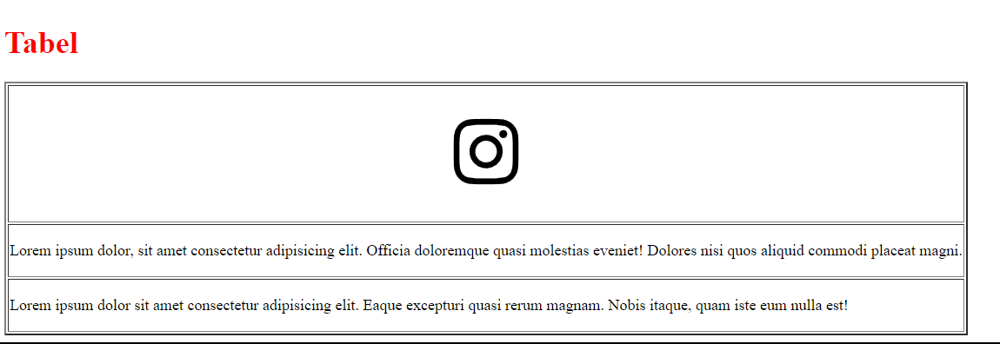 Tabel
Lorem ipsum dolor, sit amet consectetur adipisicing elit. Officia doloremque quasi molestias eveniet! Dolores nisi quos aliquid commodi placeat magni.
Lorem ipsum dolor sit amet consectetur adipisicing elit. Eaque excepturi quasi rerum magnam. Nobis itaque, quam iste eum nulla est!